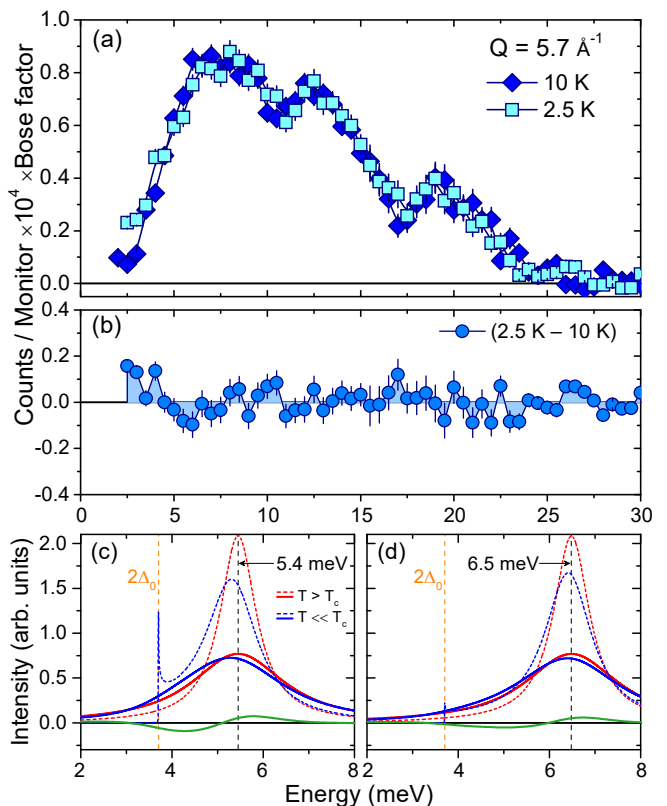 (a)
Q = 5.7 Å⁻¹
10 K
2.5 K
1.0
0.8
0.6
0.4
0.2
0.0
Counts / Monitor ×10⁴ ×Bose factor
(b)
(2.5 K – 10 K)
0.4
0.2
0.0
-0.2
-0.4
0 5 10 15 20 25 30
(c)
2Δ₀
5.4 meV
T > T_c
T << T_c
2.0
1.5
1.0
0.5
0.0
Intensity (arb. units)
2 4 6 8
(d)
2Δ₀
6.5 meV
2 4 6 8
Energy (meV)